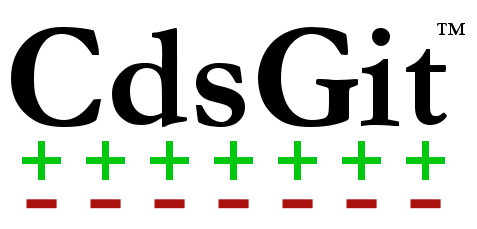 CdsGit™
+ + + + + + +
- - - - - - -